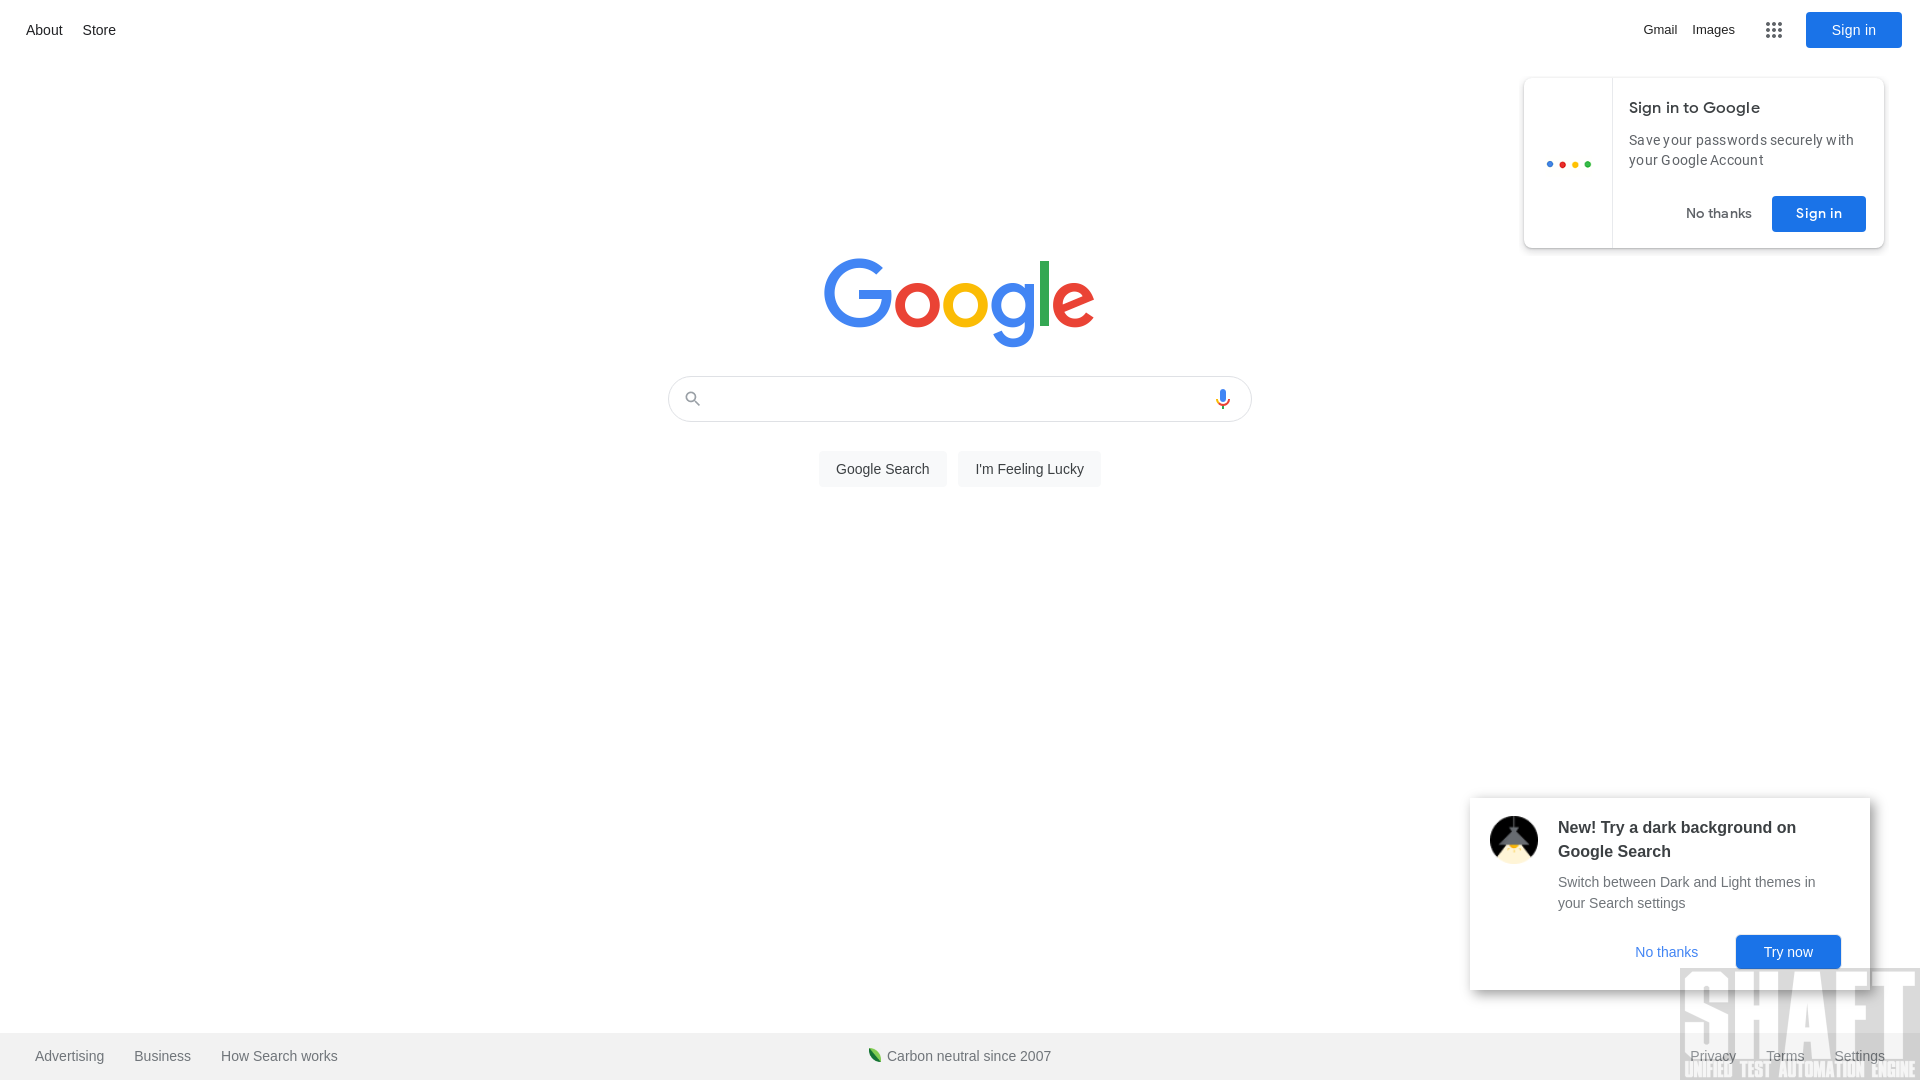 About
Store
Gmail
Images
Sign in
Sign in to Google
Save your passwords securely with
your Google Account
No thanks
Sign in
Google
Google Search
I'm Feeling Lucky
New! Try a dark background on
Google Search
Switch between Dark and Light themes in
your Search settings
No thanks
Try now
SHAFT
Advertising
Business
How Search works
Carbon neutral since 2007
Privacy
Terms
Settings
UNIFIED TEST AUTOMATION ENGINE